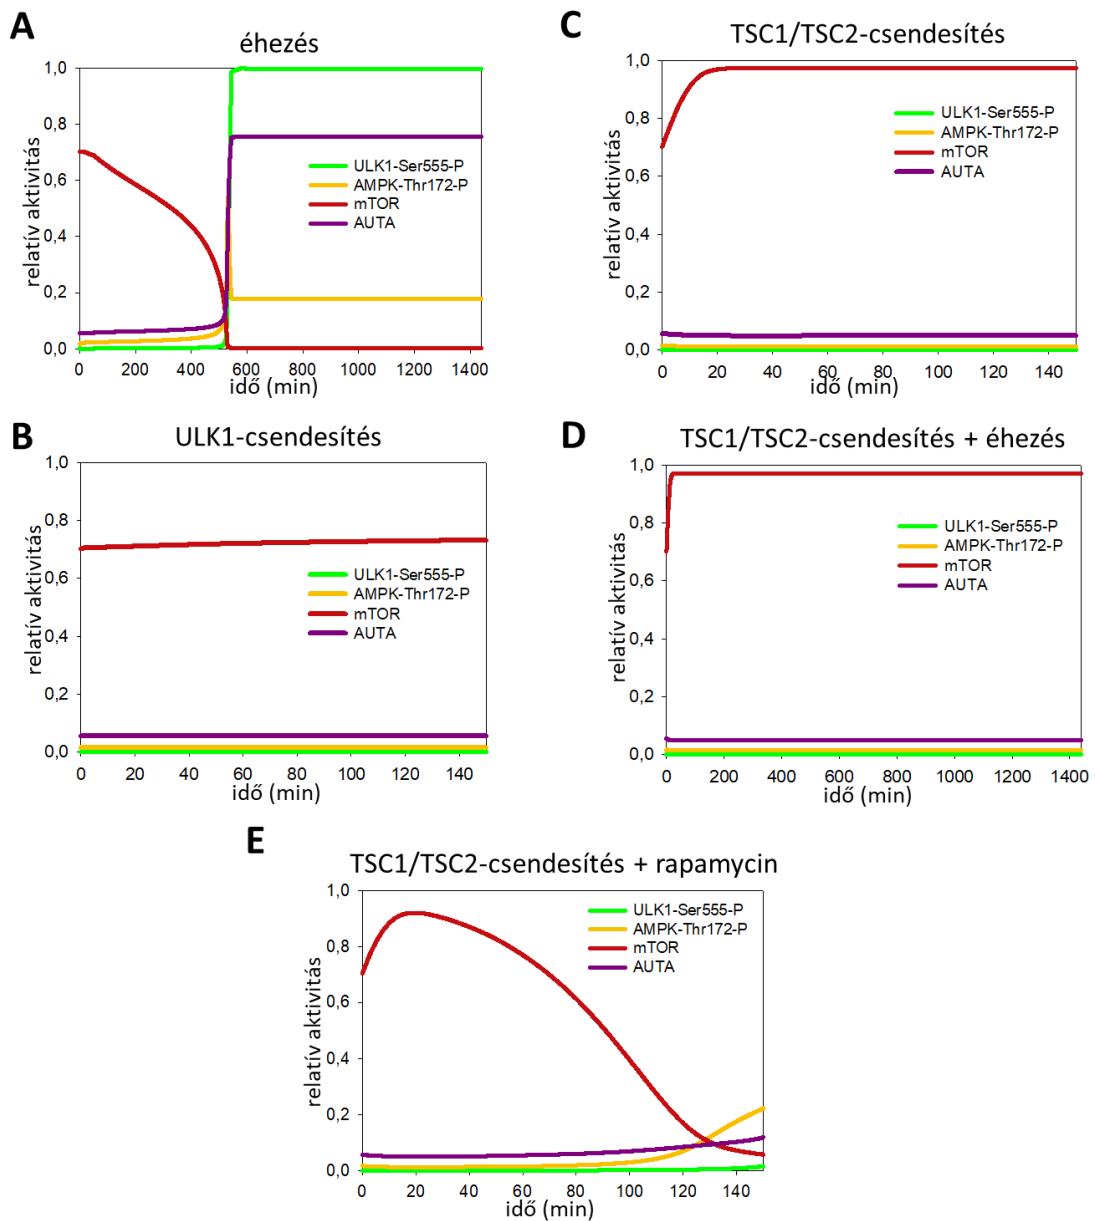 A
éhezés
relatív aktivitás
1,0
0,8
0,6
0,4
0,2
0,0
ULK1-Ser555-P
AMPK-Thr172-P
mTOR
AUTA
0 200 400 600 800 1000 1200 1400
idő (min)
B
ULK1-csendesítés
relatív aktivitás
1,0
0,8
0,6
0,4
0,2
0,0
ULK1-Ser555-P
AMPK-Thr172-P
mTOR
AUTA
0 20 40 60 80 100 120 140
idő (min)
C
TSC1/TSC2-csendesítés
relatív aktivitás
1,0
0,8
0,6
0,4
0,2
0,0
ULK1-Ser555-P
AMPK-Thr172-P
mTOR
AUTA
0 20 40 60 80 100 120 140
idő (min)
D
TSC1/TSC2-csendesítés + éhezés
relatív aktivitás
1,0
0,8
0,6
0,4
0,2
0,0
ULK1-Ser555-P
AMPK-Thr172-P
mTOR
AUTA
0 200 400 600 800 1000 1200 1400
idő (min)
E
TSC1/TSC2-csendesítés + rapamycin
relatív aktivitás
1,0
0,8
0,6
0,4
0,2
0,0
ULK1-Ser555-P
AMPK-Thr172-P
mTOR
AUTA
0 20 40 60 80 100 120 140
idő (min)